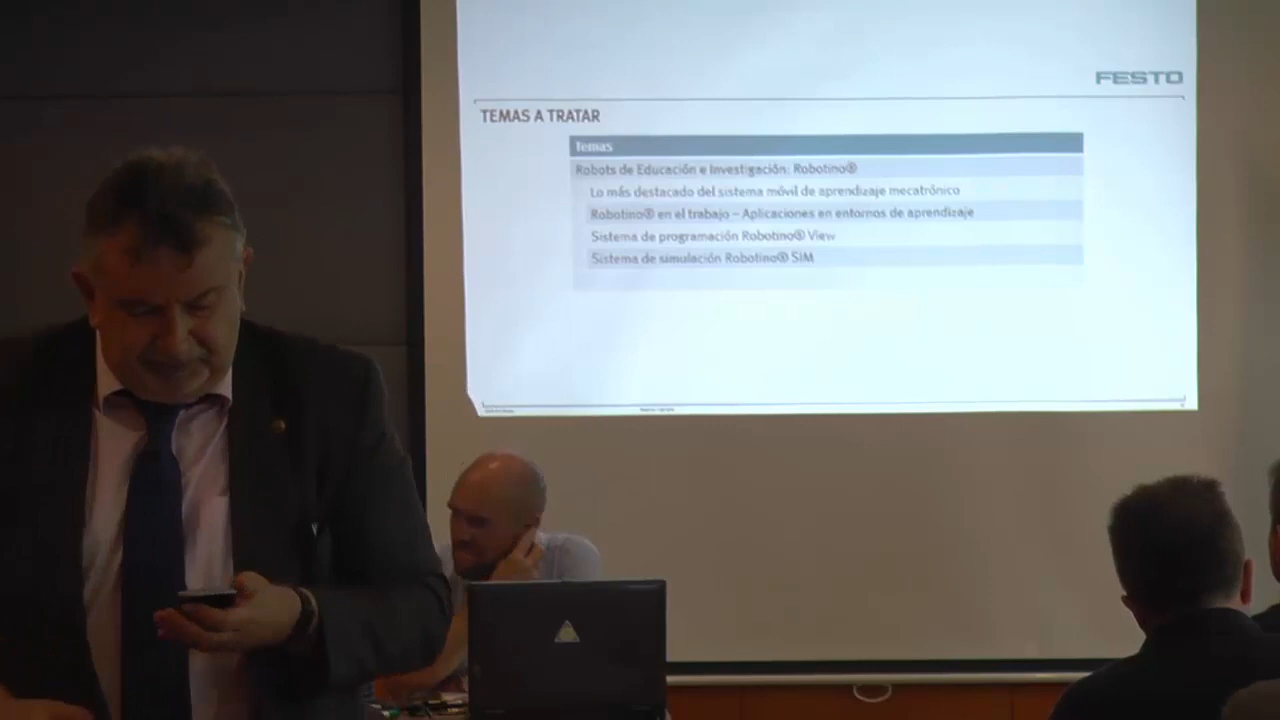 FESTO
TEMAS A TRATAR
Temas
Robots de Educación e Investigación: Robotino®
Lo más destacado del sistema móvil de aprendizaje mecatrónico
Robotino® en el trabajo – Aplicaciones en entornos de aprendizaje
Sistema de programación Robotino® View
Sistema de simulación Robotino® SIM